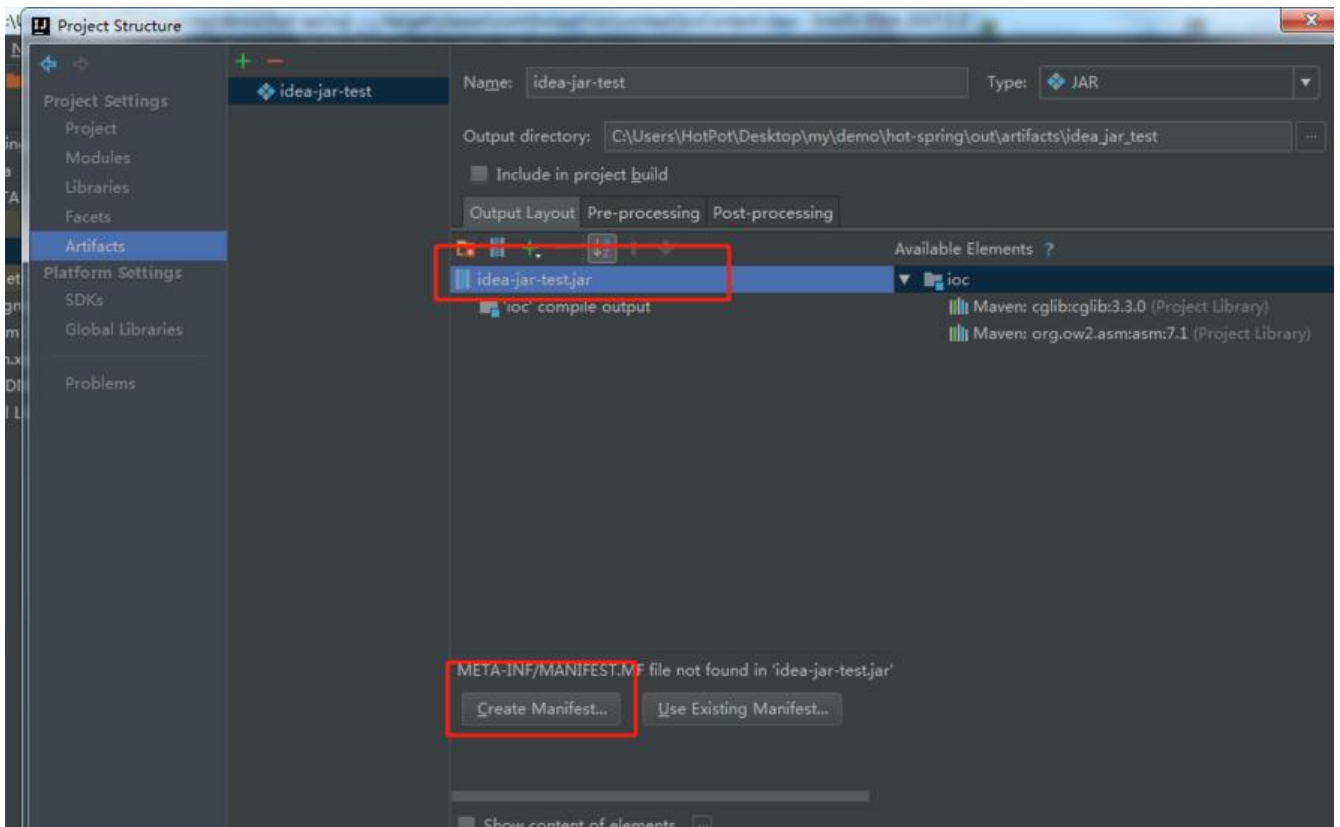 Project Structure
Project Settings
Project
Modules
Libraries
Facets
Artifacts
Platform Settings
SDKs
Global Libraries
Problems
idea-jar-test
Name: idea-jar-test Type: JAR
Output directory: C:\Users\HotPot\Desktop\my\demo\hot-spring\out\artifacts\idea_jar_test ...
Include in project build
Output Layout Pre-processing Post-processing
Available Elements ?
idea-jar-test.jar
'ioc' compile output
ioc
Maven: cglib:cglib:3.3.0 (Project Library)
Maven: org.ow2.asm:asm:7.1 (Project Library)
META-INF/MANIFEST.MF file not found in 'idea-jar-test.jar'
Create Manifest... Use Existing Manifest...
Show content of elements ...